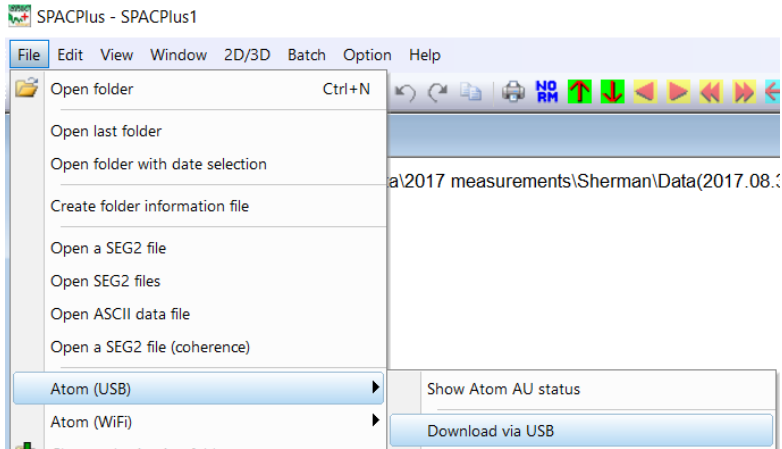 SPACPlus - SPACPlus1
File Edit View Window 2D/3D Batch Option Help
Open folder Ctrl+N
NO
RM
Open last folder
Open folder with date selection
a\2017 measurements\Sherman\Data(2017.08.3
Create folder information file
Open a SEG2 file
Open SEG2 files
Open ASCII data file
Open a SEG2 file (coherence)
Atom (USB)
Show Atom AU status
Atom (WiFi)
Download via USB